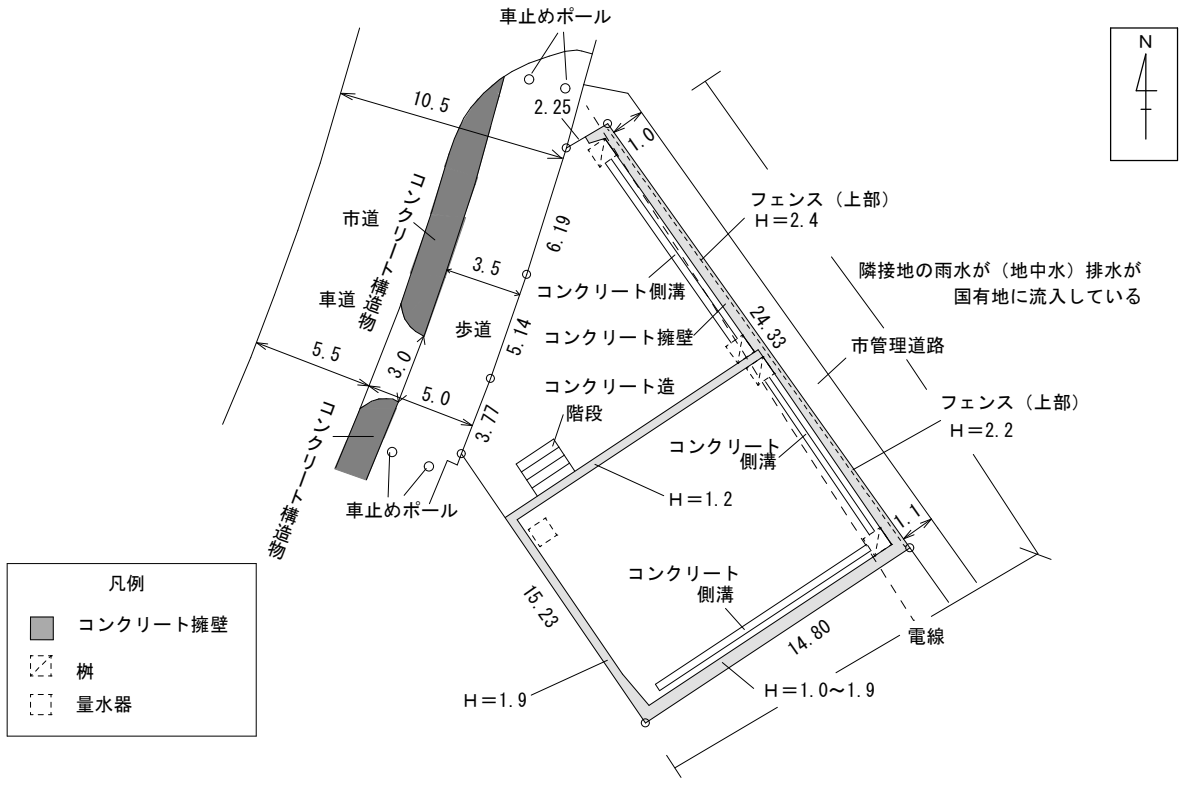 車止めポール
N
10.5
2.25
1.0
コンクリート構造物
フェンス（上部）
H＝2.4
市道
6.19
3.5
隣接地の雨水が（地中水）排水が
国有地に流入している
コンクリート側溝
車道
歩道
5.14
コンクリート擁壁
24.33
市管理道路
5.5
3.0
5.0
コンクリート造
階段
フェンス（上部）
H＝2.2
3.77
コンクリート
側溝
コンクリート構造物
H＝1.2
車止めポール
1.1
凡例
コンクリート擁壁
桝
量水器
コンクリート
側溝
15.23
14.80
電線
H＝1.9
H＝1.0～1.9